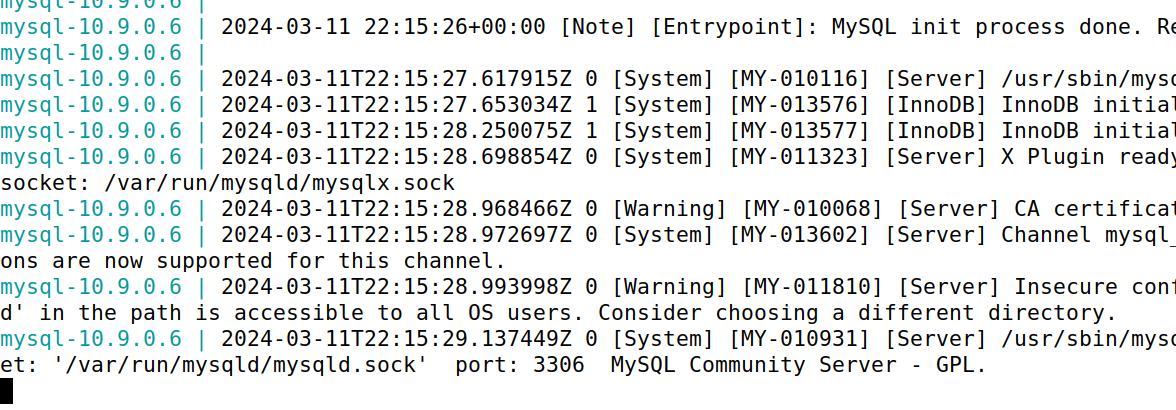 mysql-10.9.0.6 |
mysql-10.9.0.6 | 2024-03-11 22:15:26+00:00 [Note] [Entrypoint]: MySQL init process done. Re
mysql-10.9.0.6 |
mysql-10.9.0.6 | 2024-03-11T22:15:27.617915Z 0 [System] [MY-010116] [Server] /usr/sbin/mysq
mysql-10.9.0.6 | 2024-03-11T22:15:27.653034Z 1 [System] [MY-013576] [InnoDB] InnoDB initial
mysql-10.9.0.6 | 2024-03-11T22:15:28.250075Z 1 [System] [MY-013577] [InnoDB] InnoDB initial
mysql-10.9.0.6 | 2024-03-11T22:15:28.698854Z 0 [System] [MY-011323] [Server] X Plugin ready
socket: /var/run/mysqld/mysqlx.sock
mysql-10.9.0.6 | 2024-03-11T22:15:28.968466Z 0 [Warning] [MY-010068] [Server] CA certificat
mysql-10.9.0.6 | 2024-03-11T22:15:28.972697Z 0 [System] [MY-013602] [Server] Channel mysql_
ons are now supported for this channel.
mysql-10.9.0.6 | 2024-03-11T22:15:28.993998Z 0 [Warning] [MY-011810] [Server] Insecure conf
d' in the path is accessible to all OS users. Consider choosing a different directory.
mysql-10.9.0.6 | 2024-03-11T22:15:29.137449Z 0 [System] [MY-010931] [Server] /usr/sbin/mysq
et: '/var/run/mysqld/mysqld.sock'  port: 3306  MySQL Community Server - GPL.